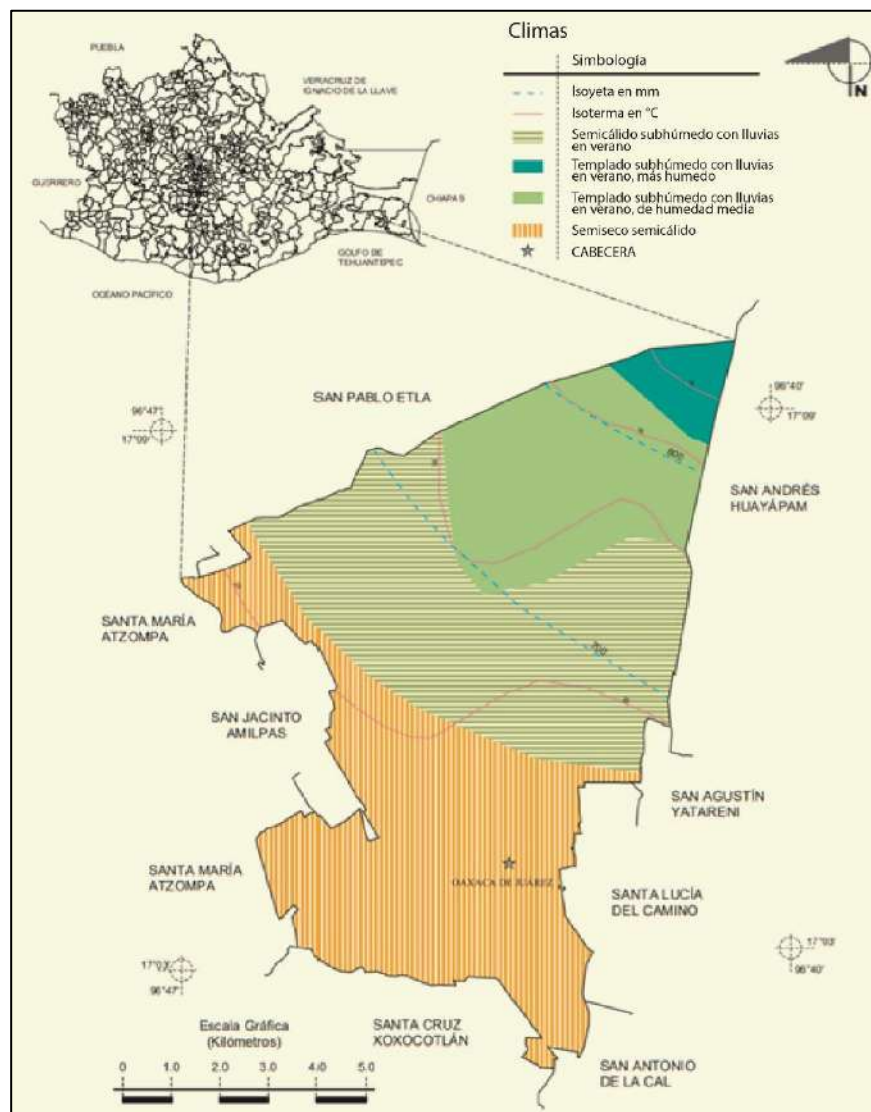 Climas
Simbología
Isoyeta en mm
Isoterma en °C
Semicálido subhúmedo con lluvias
en verano
Templado subhúmedo con lluvias
en verano, más humedo
Templado subhúmedo con lluvias
en verano, de humedad media
Semiseco semicálido
CABECERA
N
PUEBLA
VERACRUZ DE
IGNACIO DE LA LLAVE
GUERRERO
CHIAPAS
GOLFO DE
TEHUANTEPEC
OCÉANO PACÍFICO
96°47'
17°09'
96°40'
17°09'
SAN PABLO ETLA
800
SAN ANDRÉS
HUAYÁPAM
SANTA MARÍA
ATZOMPA
700
SAN JACINTO
AMILPAS
SAN AGUSTÍN
YATARENI
SANTA MARÍA
ATZOMPA
OAXACA DE JUÁREZ
SANTA LUCÍA
DEL CAMINO
17°03'
96°47'
17°03'
96°40'
Escala Gráfica
(Kilómetros)
0 1.0 2.0 3.0 4.0 5.0
SANTA CRUZ
XOXOCOTLÁN
SAN ANTONIO
DE LA CAL